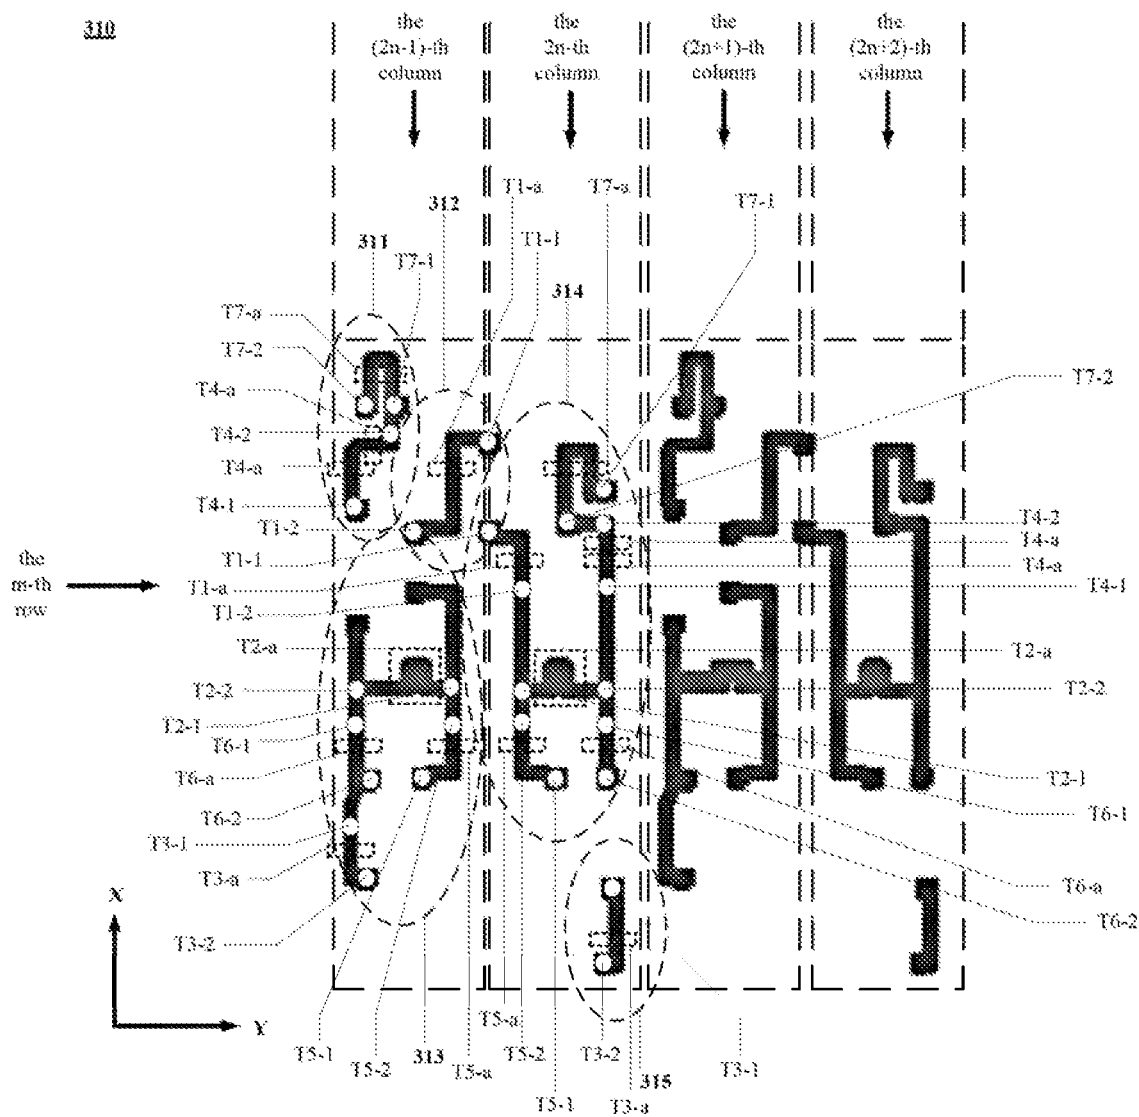 310
the
(2n-1)-th
column
the
2n-th
column
the
(2n+1)-th
column
the
(2n+2)-th
column
T1-a
T7-a
312
T7-1
311
T1-1
T7-1
314
T7-a
T7-2
T7-2
T4-a
T4-2
T4-a
T4-1
T1-2
T4-2
T4-a
T1-1
the
m-th
row
T4-a
T1-a
T4-1
T1-2
T2-a
T2-a
T2-2
T2-2
T2-1
T6-1
T6-a
T2-1
T6-2
T6-1
T3-1
T3-a
T6-a
X
T6-2
T3-2
Y
T5-a
T5-1
313
T5-2
T3-2
T5-2
T5-a
315
T3-1
T5-1
T3-a